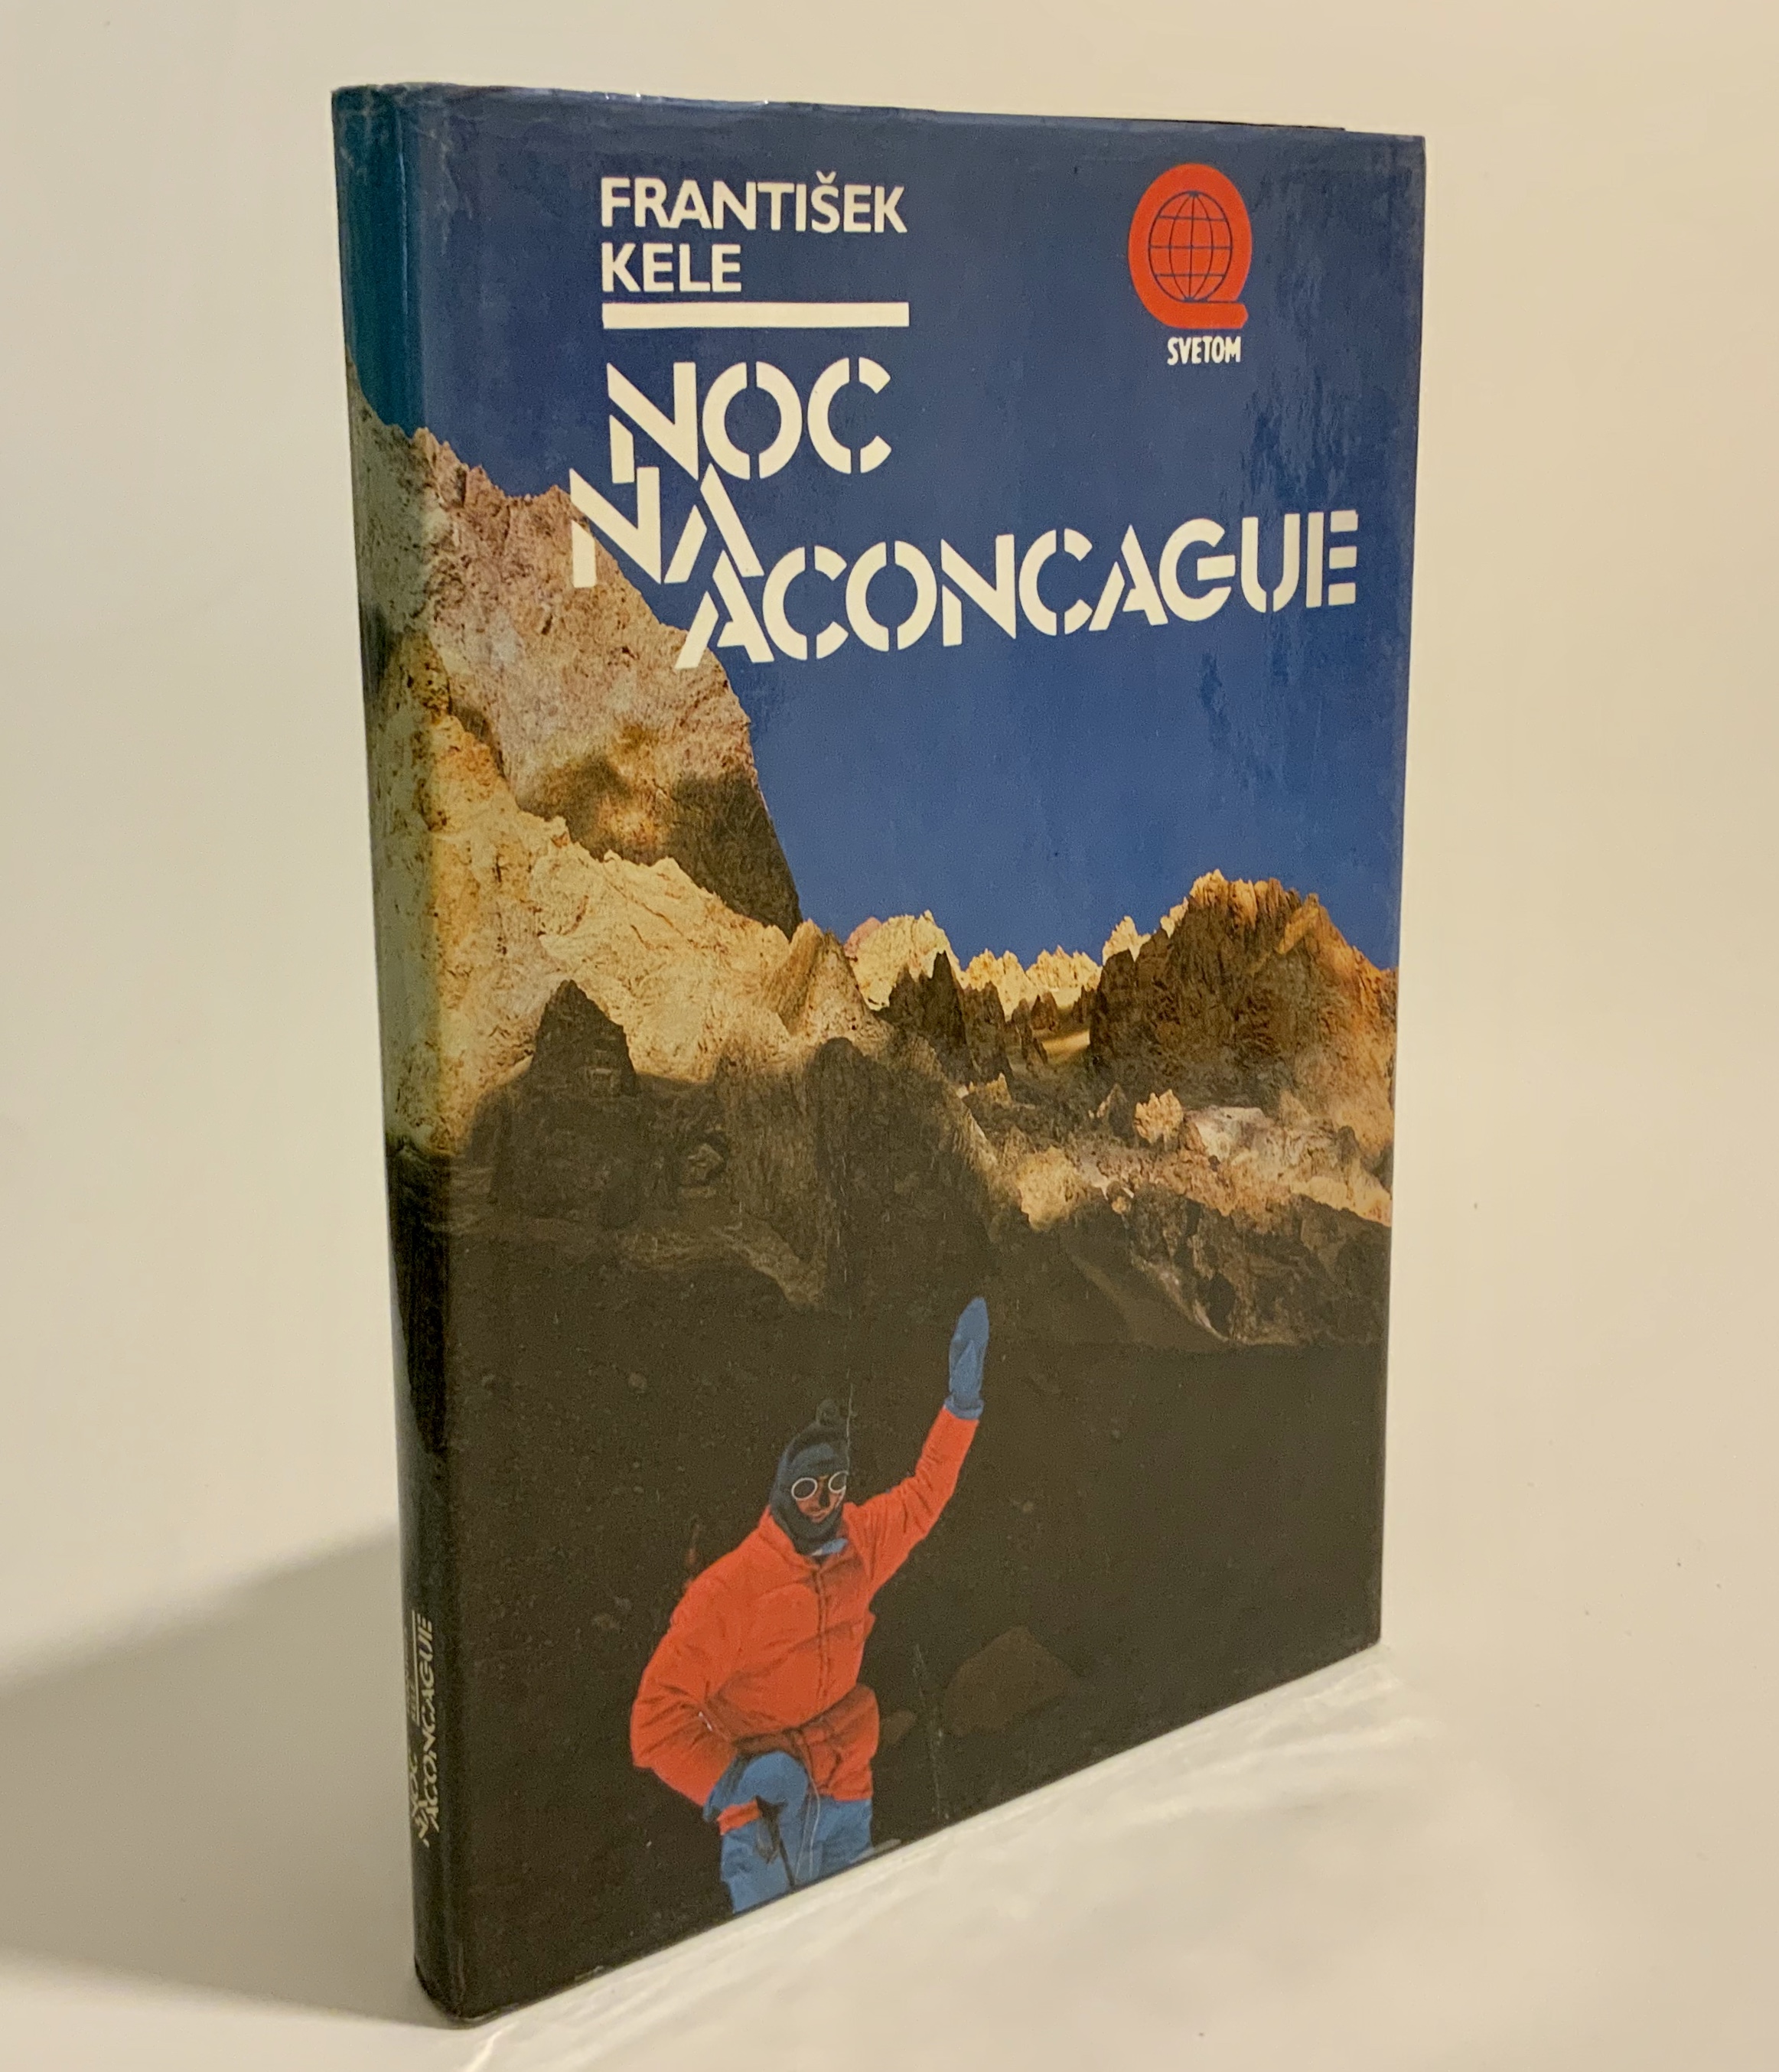 FRANTIŠEK
KELE
NOC
NA
ACONCAGUE
SVETOM
NOC
NA
ACONCAGUE